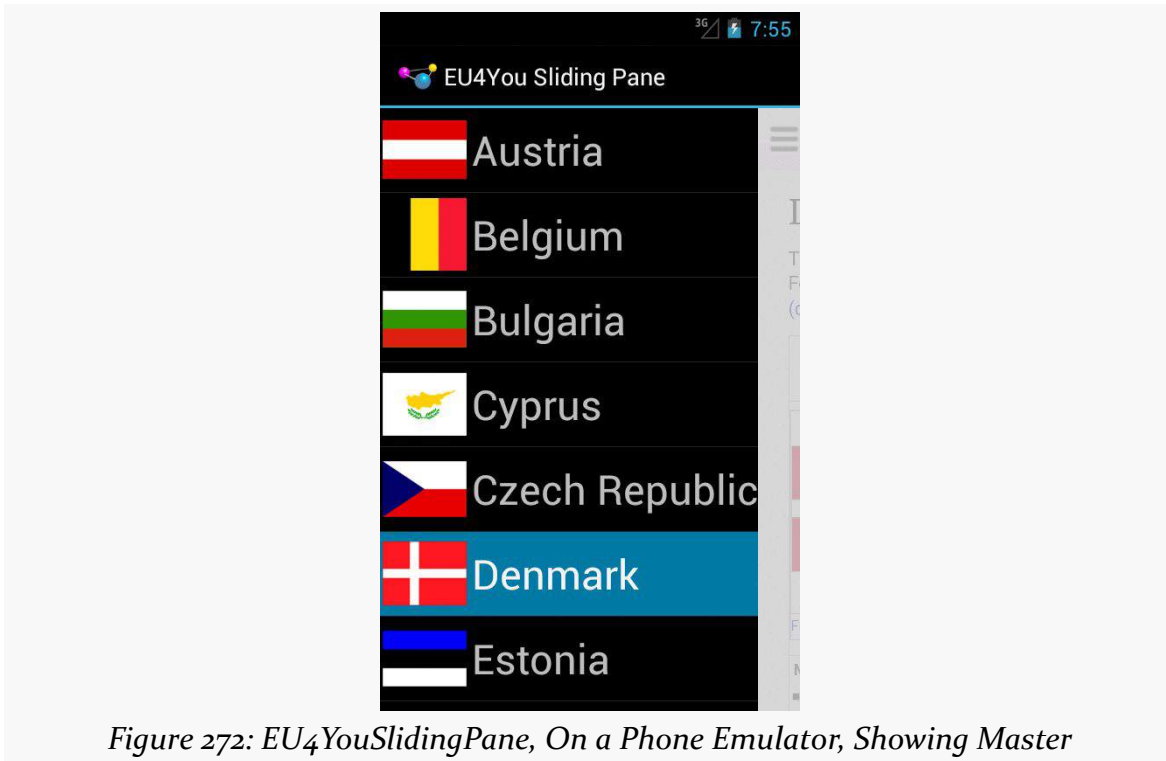 3G 7:55
EU4You Sliding Pane
Austria
Belgium
Bulgaria
Cyprus
Czech Republic
Denmark
Estonia
Figure 272: EU4YouSlidingPane, On a Phone Emulator, Showing Master